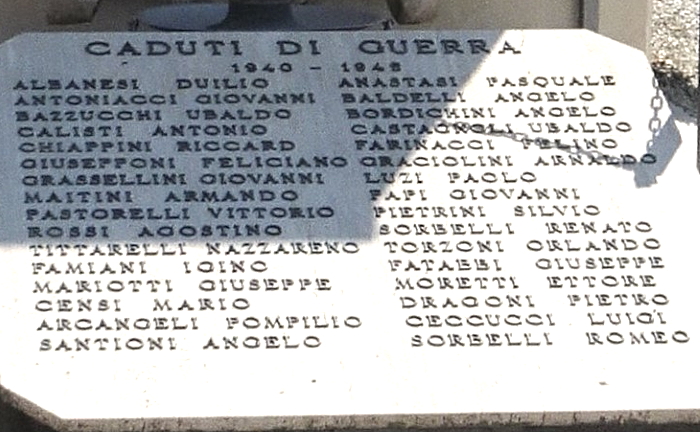 CADUTI DI GUERRA
1940 - 1945
ALBANESI DUILIO ANASTASI PASQUALE
ANTONIACCI GIOVANNI BALDELLI ANGELO
BAZZUCCHI UBALDO BORDICHINI ANGELO
CALISTI ANTONIO CASTAGNOLI UBALDO
CHIAPPINI RICCARD FARINACCI FELINO
GIUSEPPONI FELICIANO GRACIOLINI ARNALDO
GRASSELLINI GIOVANNI LUZI PAOLO
MAITINI ARMANDO PAPI GIOVANNI
PASTORELLI VITTORIO PIETRINI SILVIO
ROSSI AGOSTINO SORBELLI RENATO
TITTARELLI NAZZARENO TORZONI ORLANDO
FAMIANI IGINO FATABBI GIUSEPPE
MARIOTTI GIUSEPPE MORETTI ETTORE
CENSI MARIO DRAGONI PIETRO
ARCANGELI POMPILIO CECCUCCI LUIGI
SANTIONI ANGELO SORBELLI ROMEO